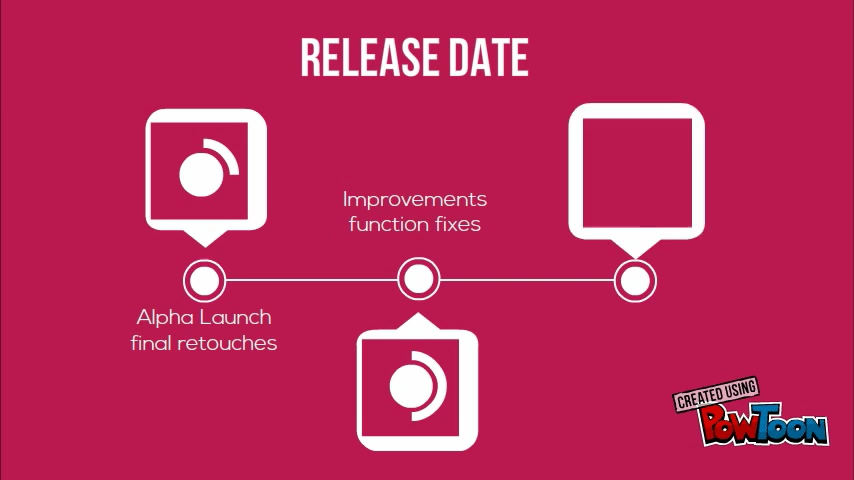 RELEASE DATE
Improvements
function fixes
Alpha Launch
final retouches
CREATED USING
POWTOON